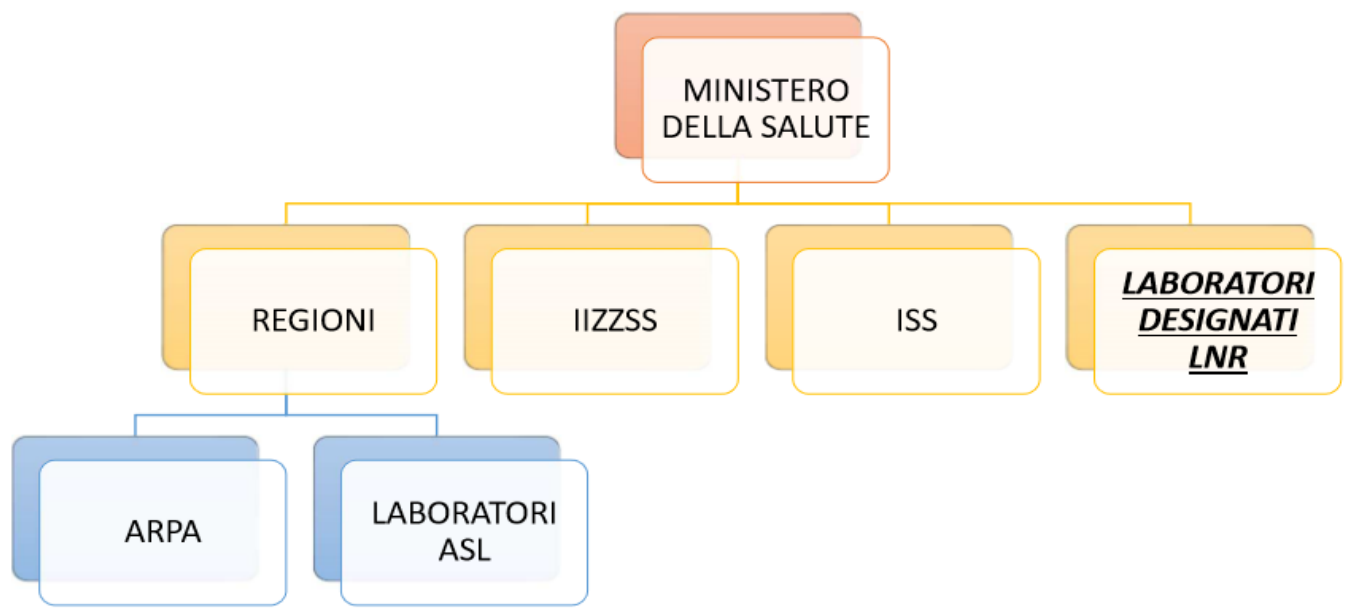 MINISTERO
DELLA SALUTE
REGIONI
IIZZSS
ISS
LABORATORI
DESIGNATI
LNR
ARPA
LABORATORI
ASL